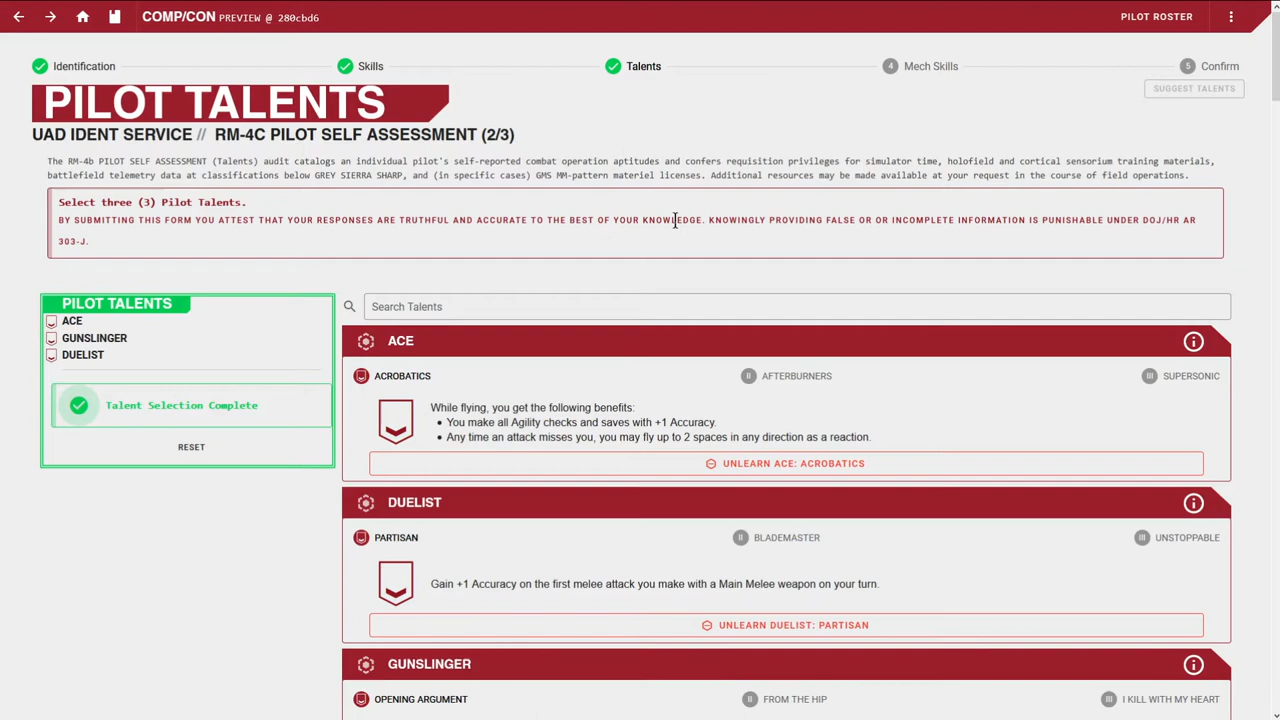 COMP/CON PREVIEW @ 280cbd6
PILOT ROSTER
Identification
Skills
Talents
4 Mech Skills
5 Confirm
SUGGEST TALENTS
PILOT TALENTS
UAD IDENT SERVICE // RM-4C PILOT SELF ASSESSMENT (2/3)
The RM-4b PILOT SELF ASSESSMENT (Talents) audit catalogs an individual pilot's self-reported combat operation aptitudes and confers requisition privileges for simulator time, holofield and cortical sensorium training materials,
battlefield telemetry data at classifications below GREY SIERRA SHARP, and (in specific cases) GMS MM-pattern materiel licenses. Additional resources may be made available at your request in the course of field operations.
Select three (3) Pilot Talents.
BY SUBMITTING THIS FORM YOU ATTEST THAT YOUR RESPONSES ARE TRUTHFUL AND ACCURATE TO THE BEST OF YOUR KNOWLEDGE. KNOWINGLY PROVIDING FALSE OR OR INCOMPLETE INFORMATION IS PUNISHABLE UNDER DOJ/HR AR
303-J.
PILOT TALENTS
ACE
GUNSLINGER
DUELIST
Talent Selection Complete
RESET
Search Talents
ACE
ACROBATICS
II AFTERBURNERS
III SUPERSONIC
While flying, you get the following benefits:
• You make all Agility checks and saves with +1 Accuracy.
• Any time an attack misses you, you may fly up to 2 spaces in any direction as a reaction.
UNLEARN ACE: ACROBATICS
DUELIST
PARTISAN
II BLADEMASTER
III UNSTOPPABLE
Gain +1 Accuracy on the first melee attack you make with a Main Melee weapon on your turn.
UNLEARN DUELIST: PARTISAN
GUNSLINGER
OPENING ARGUMENT
II FROM THE HIP
III I KILL WITH MY HEART